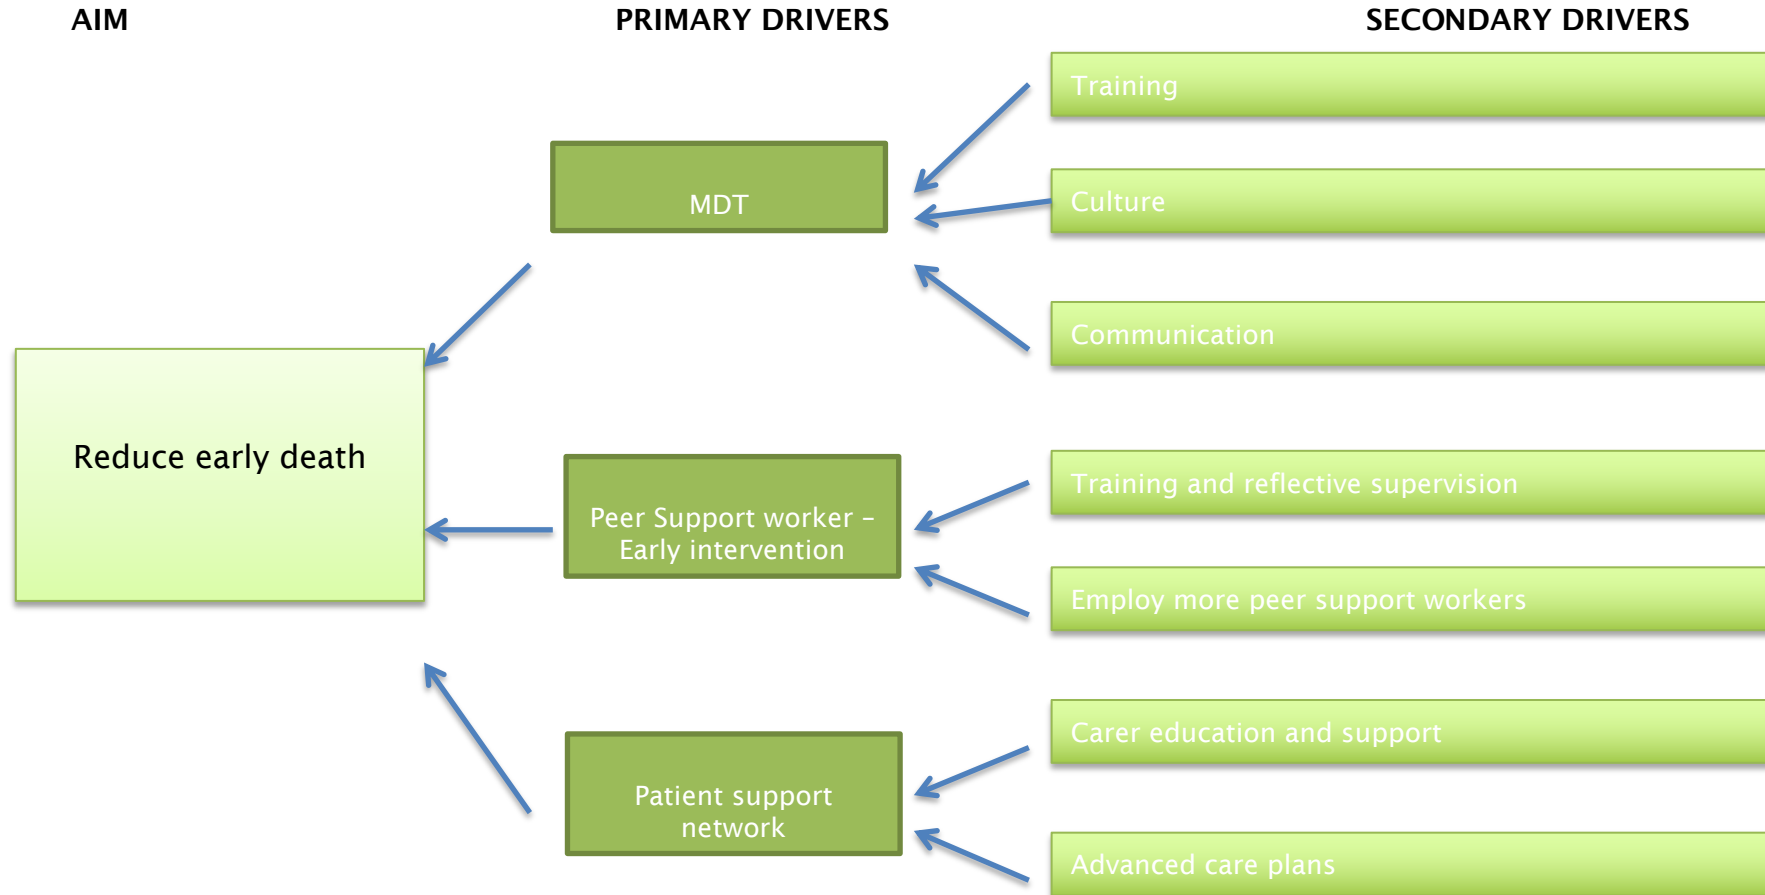 AIM
PRIMARY DRIVERS
SECONDARY DRIVERS
Training
MDT
Culture
Communication
Reduce early death
Training and reflective supervision
Peer Support worker –
Early intervention
Employ more peer support workers
Carer education and support
Patient support
network
Advanced care plans